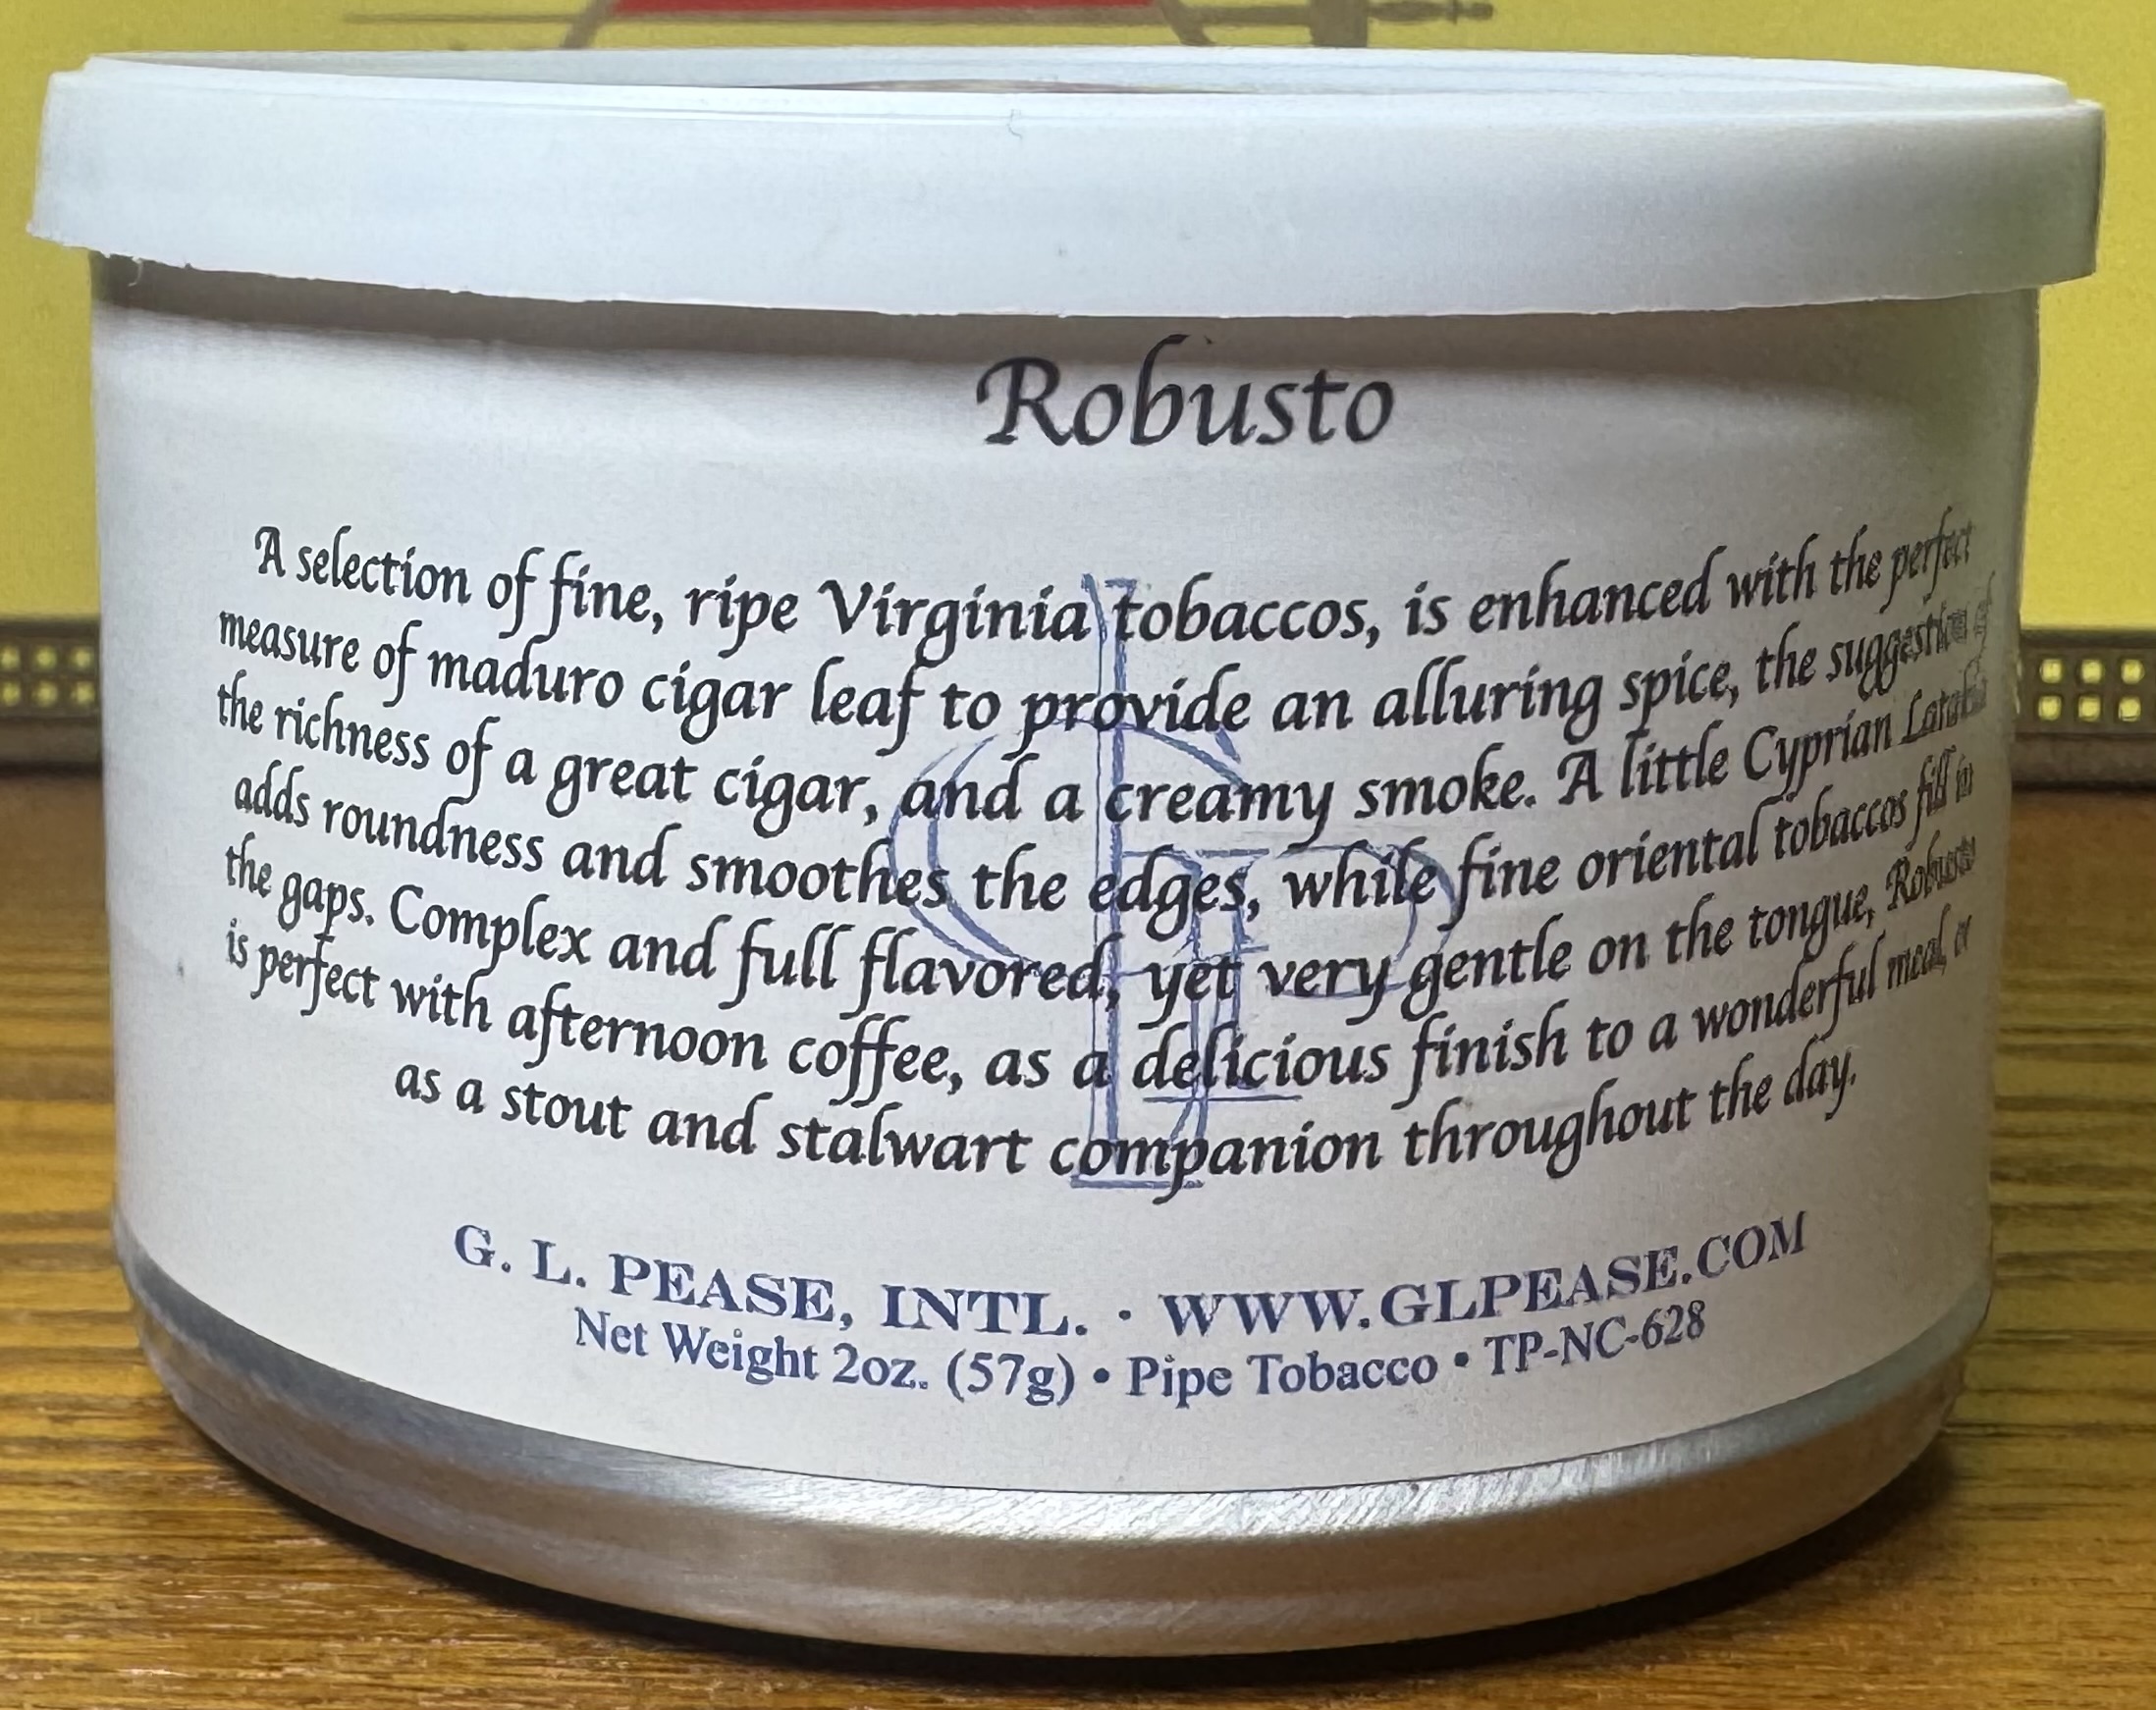 Robusto
A selection of fine, ripe Virginia tobaccos, is enhanced with the perfect
measure of maduro cigar leaf to provide an alluring spice, the suggestion of
the richness of a great cigar, and a creamy smoke. A little Cyprian Latakia
adds roundness and smoothes the edges, while fine oriental tobaccos fill in
the gaps. Complex and full flavored, yet very gentle on the tongue, Robusto
is perfect with afternoon coffee, as a delicious finish to a wonderful meal, or
as a stout and stalwart companion throughout the day.
G. L. PEASE, INTL. · WWW.GLPEASE.COM
Net Weight 2oz. (57g) • Pipe Tobacco • TP-NC-628